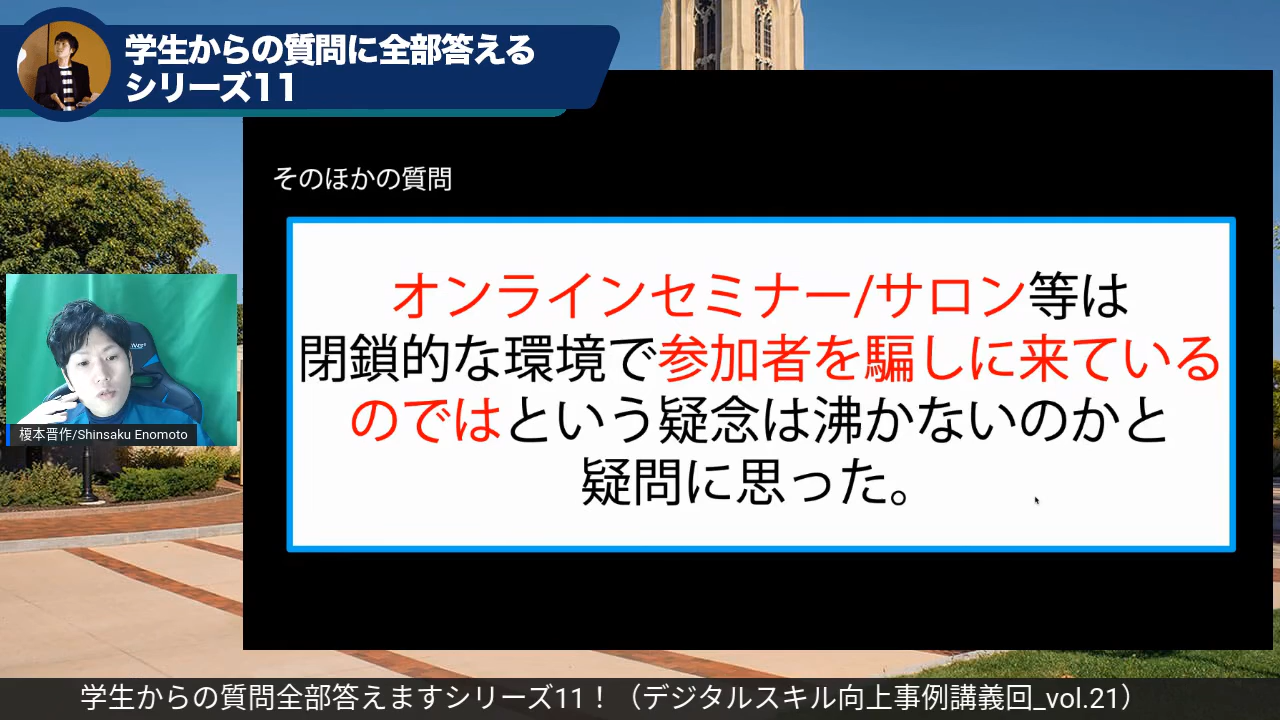 学生からの質問に全部答える
シリーズ11
そのほかの質問
オンラインセミナー/サロン等は
閉鎖的な環境で参加者を騙しに来ている
のではという疑念は沸かないのかと
疑問に思った。
榎本晋作/Shinsaku Enomoto
学生からの質問全部答えますシリーズ11！（デジタルスキル向上事例講義回_vol.21）